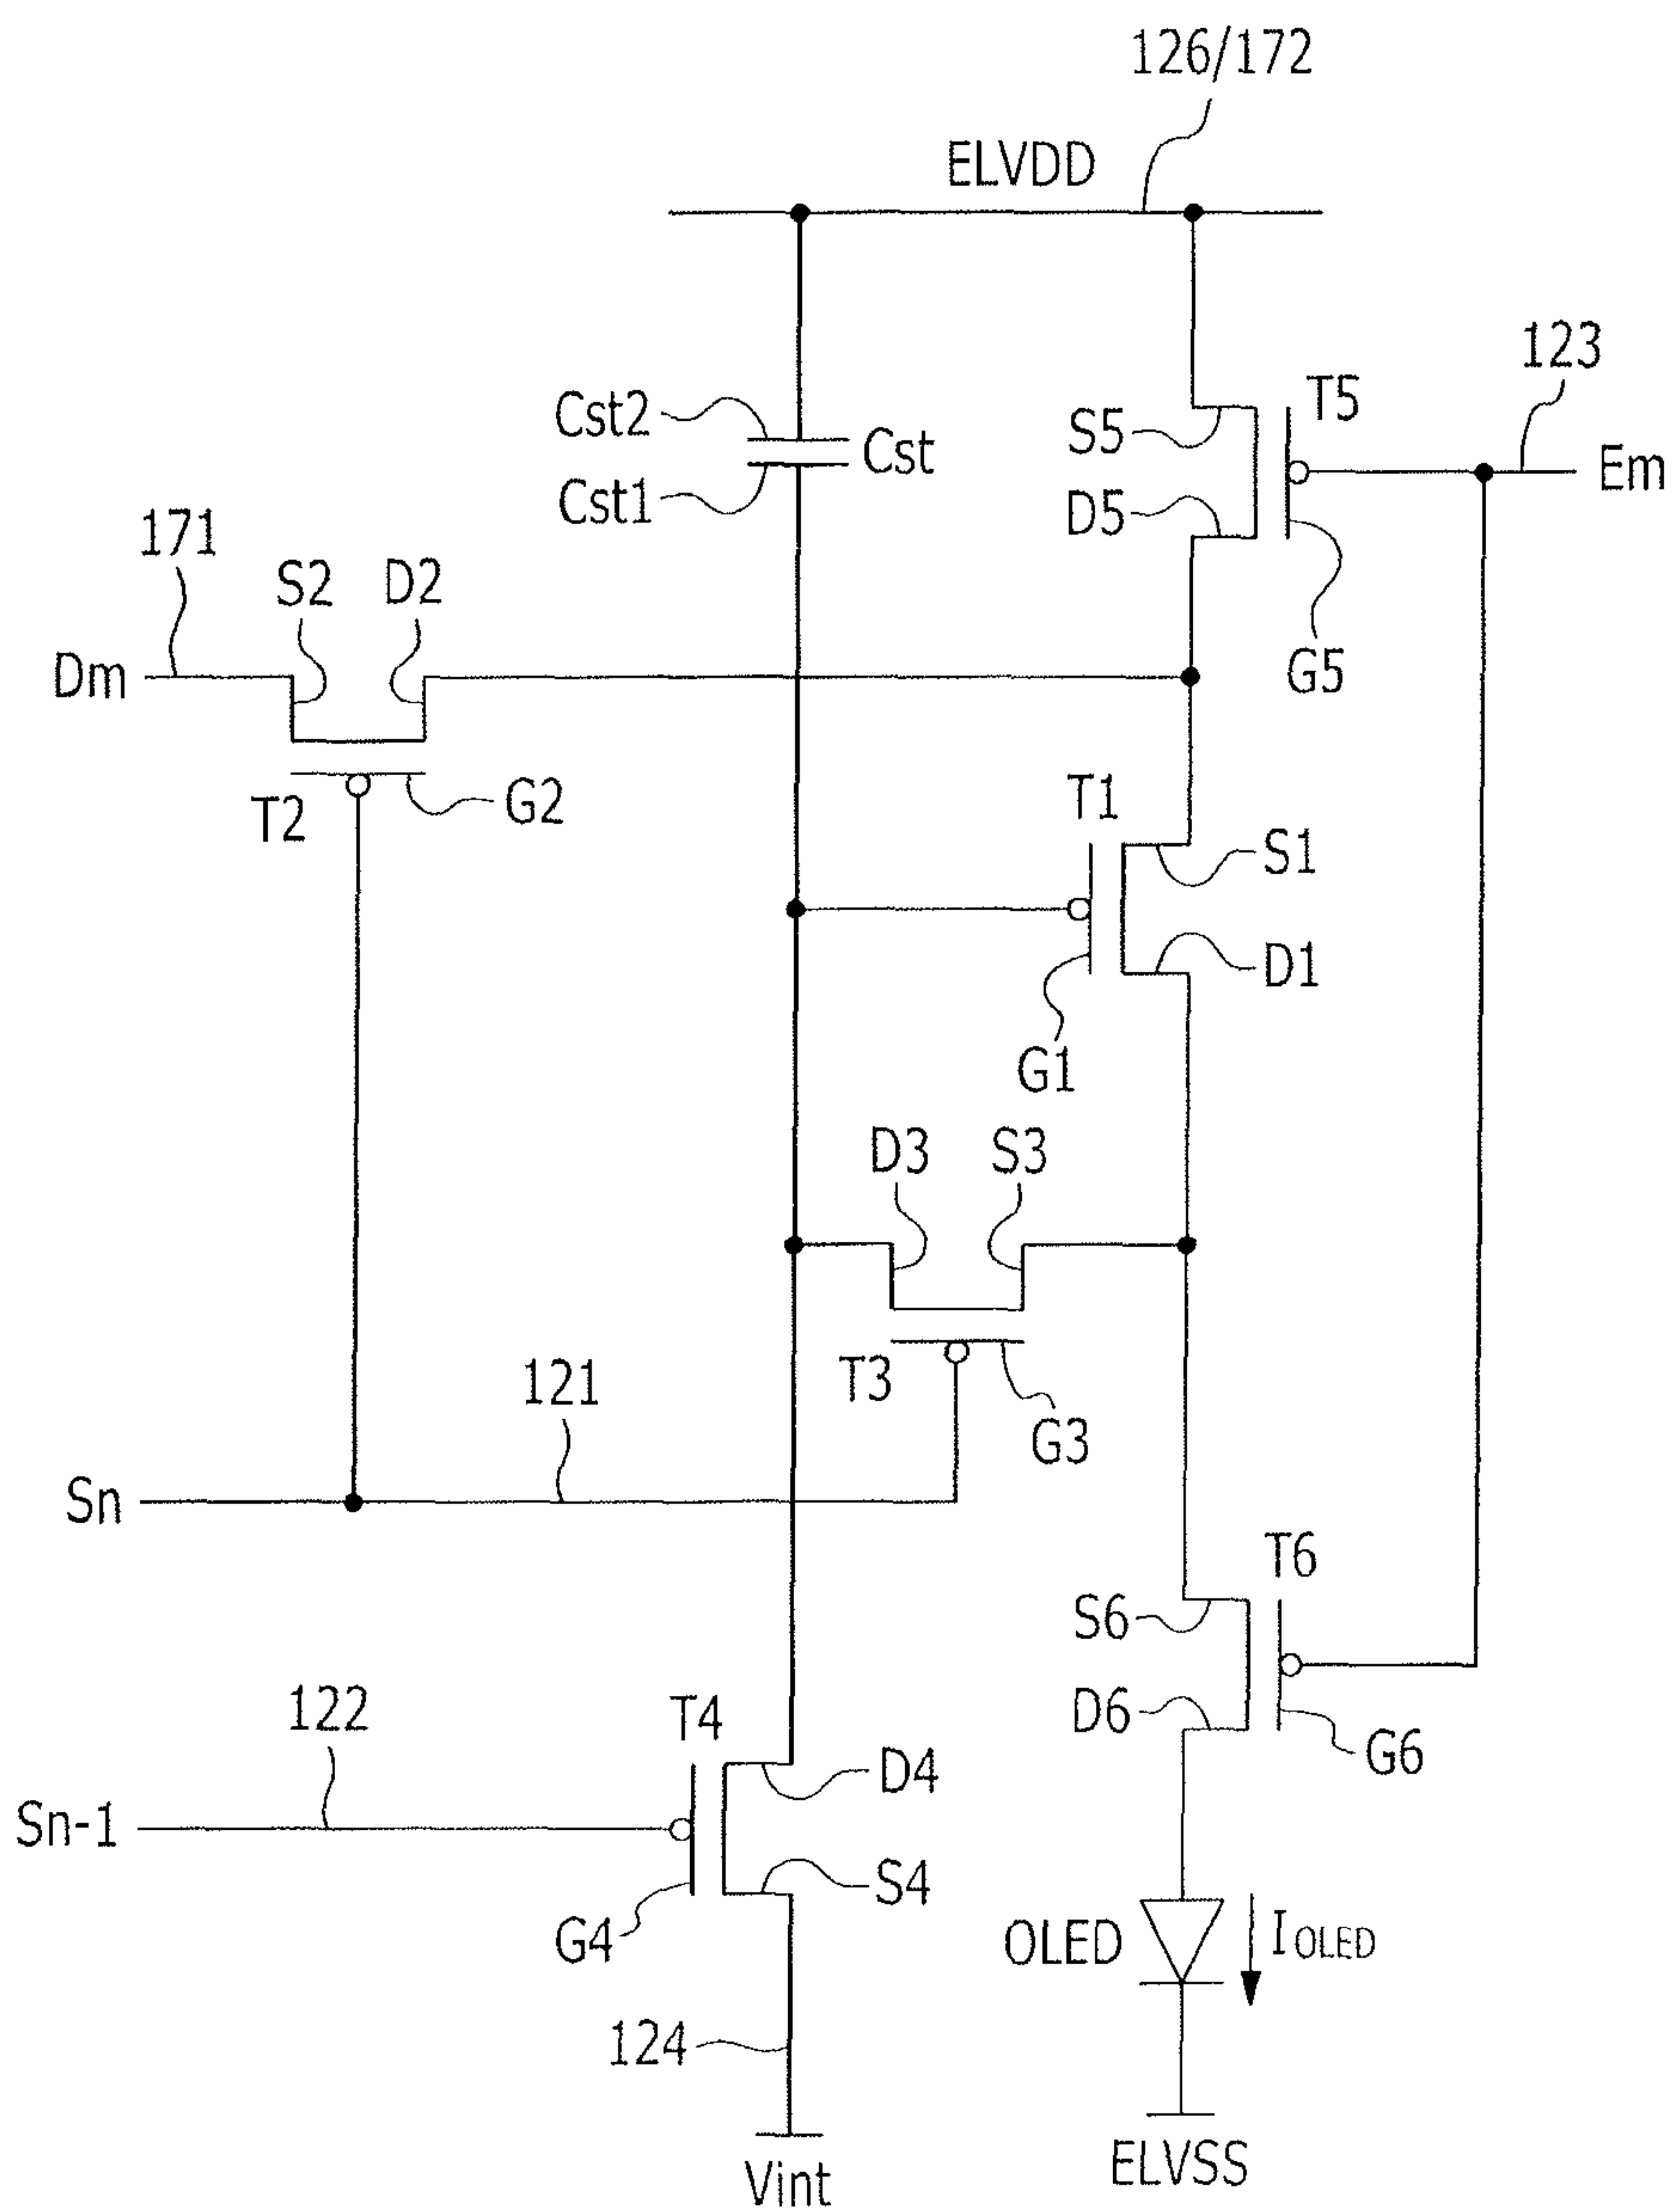 126/172
ELVDD
123
Cst2
T5
S5
Cst
Em
Cst1
D5
171
S2
D2
Dm
G5
T1
T2
G2
S1
D1
G1
D3
S3
T3
121
G3
Sn
T6
S6
122
T4
D6
G6
D4
Sn-1
S4
G4
OLED
IOLED
124
ELVSS
Vint